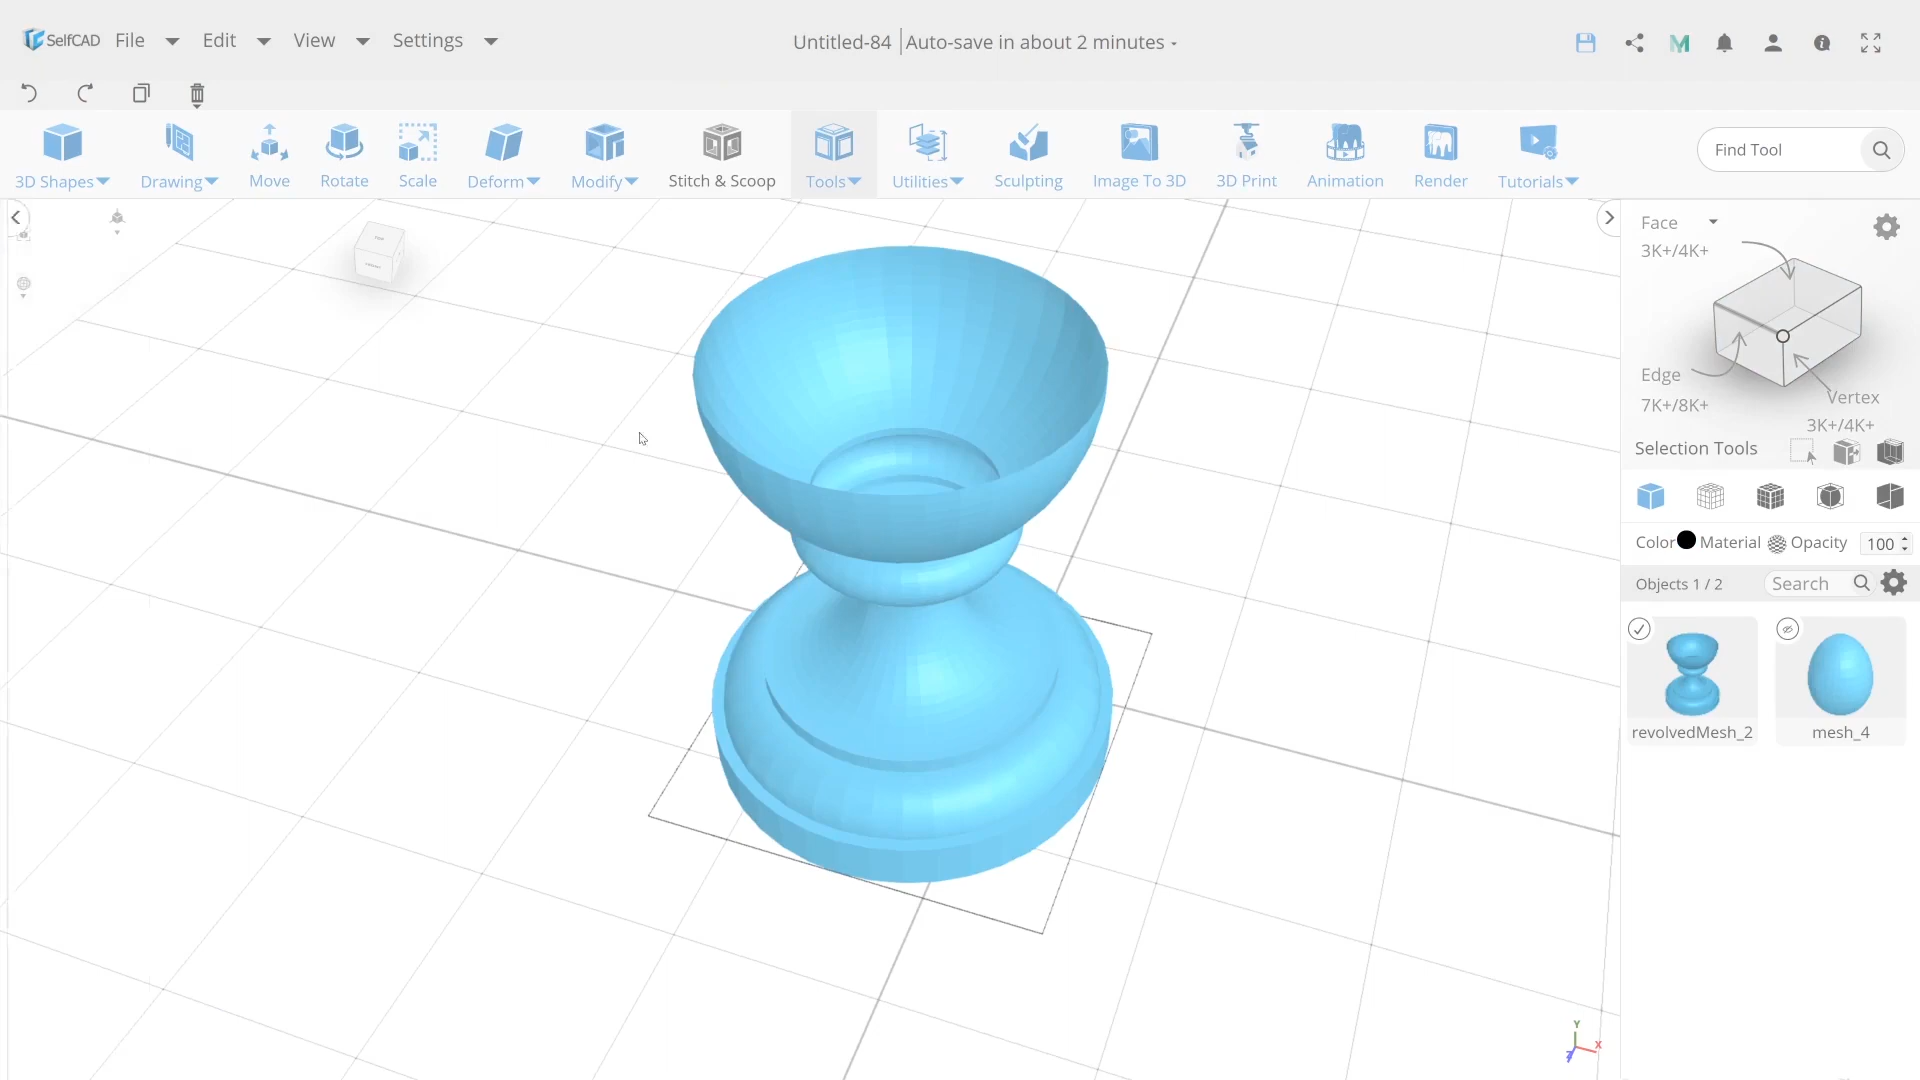 SelfCAD File Edit View Settings
Untitled-84 Auto-save in about 2 minutes
3D Shapes Drawing Move Rotate Scale Deform Modify Stitch & Scoop Tools Utilities Sculpting Image To 3D 3D Print Animation Render Tutorials
Find Tool
Face
3K+/4K+
Edge
7K+/8K+
Vertex
3K+/4K+
Selection Tools
Color Material Opacity 100
Objects 1 / 2 Search
revolvedMesh_2 mesh_4
Y
X
Z